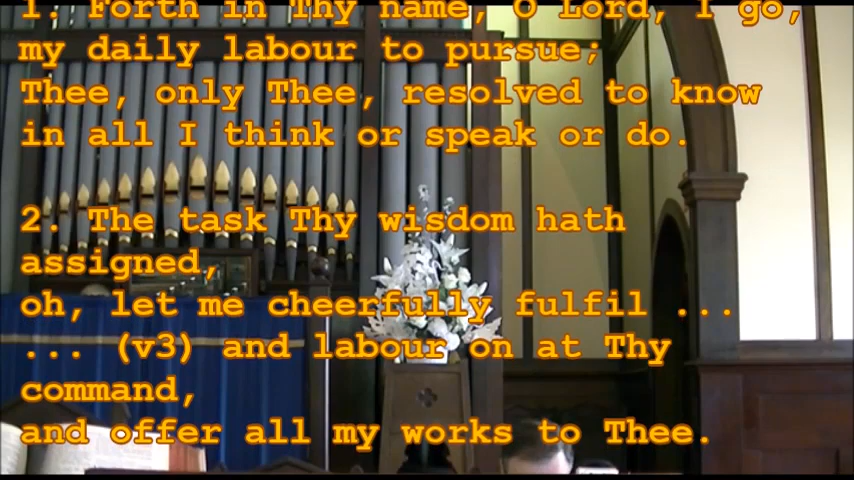 1. Forth in Thy name, O Lord, I go,
my daily labour to pursue;
Thee, only Thee, resolved to know
in all I think or speak or do.
2. The task Thy wisdom hath
assigned,
oh, let me cheerfully fulfil ...
... (v3) and labour on at Thy
command,
and offer all my works to Thee.